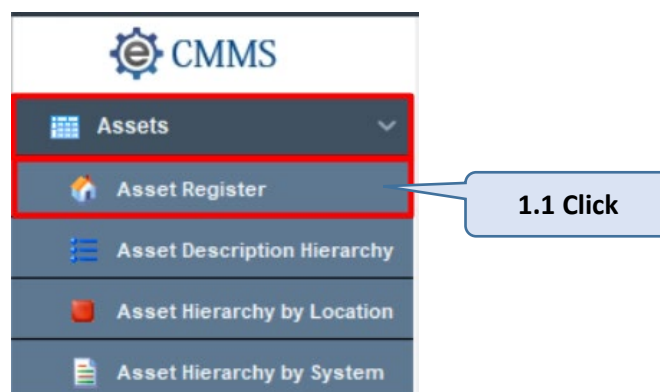 e CMMS
Assets
Asset Register
1.1 Click
Asset Description Hierarchy
Asset Hierarchy by Location
Asset Hierarchy by System